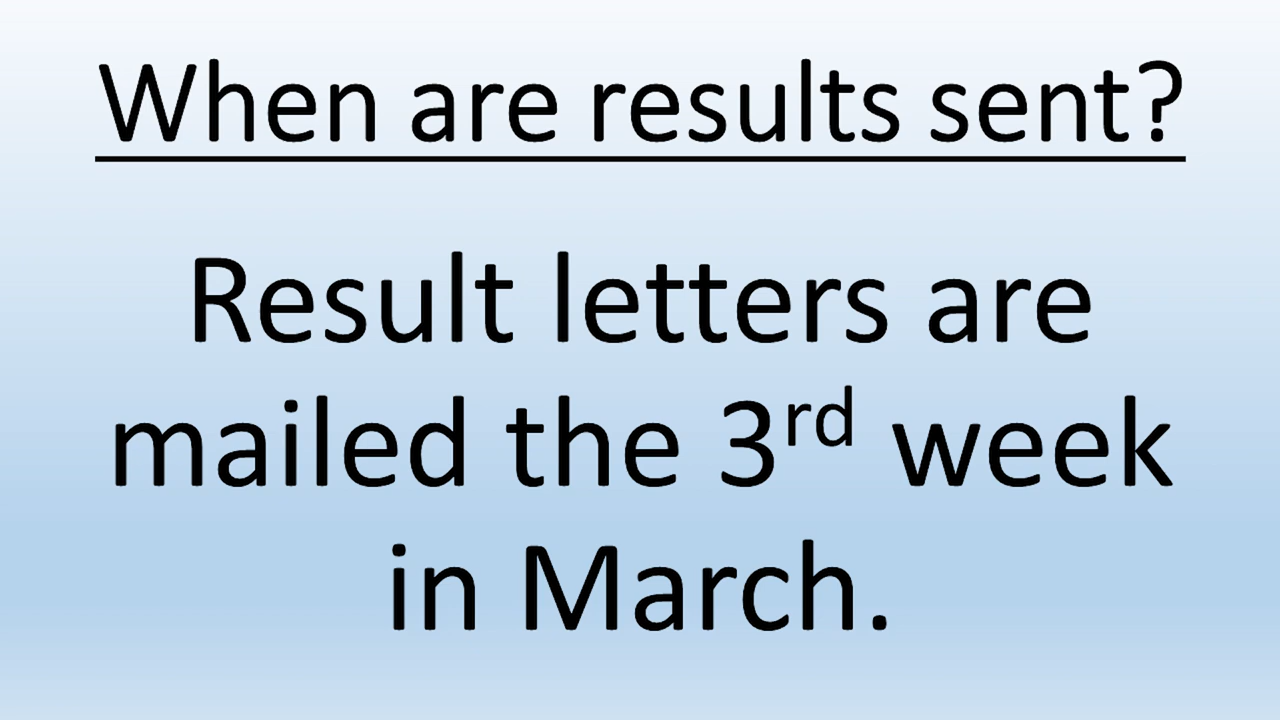 When are results sent?
Result letters are
mailed the 3rd week
in March.